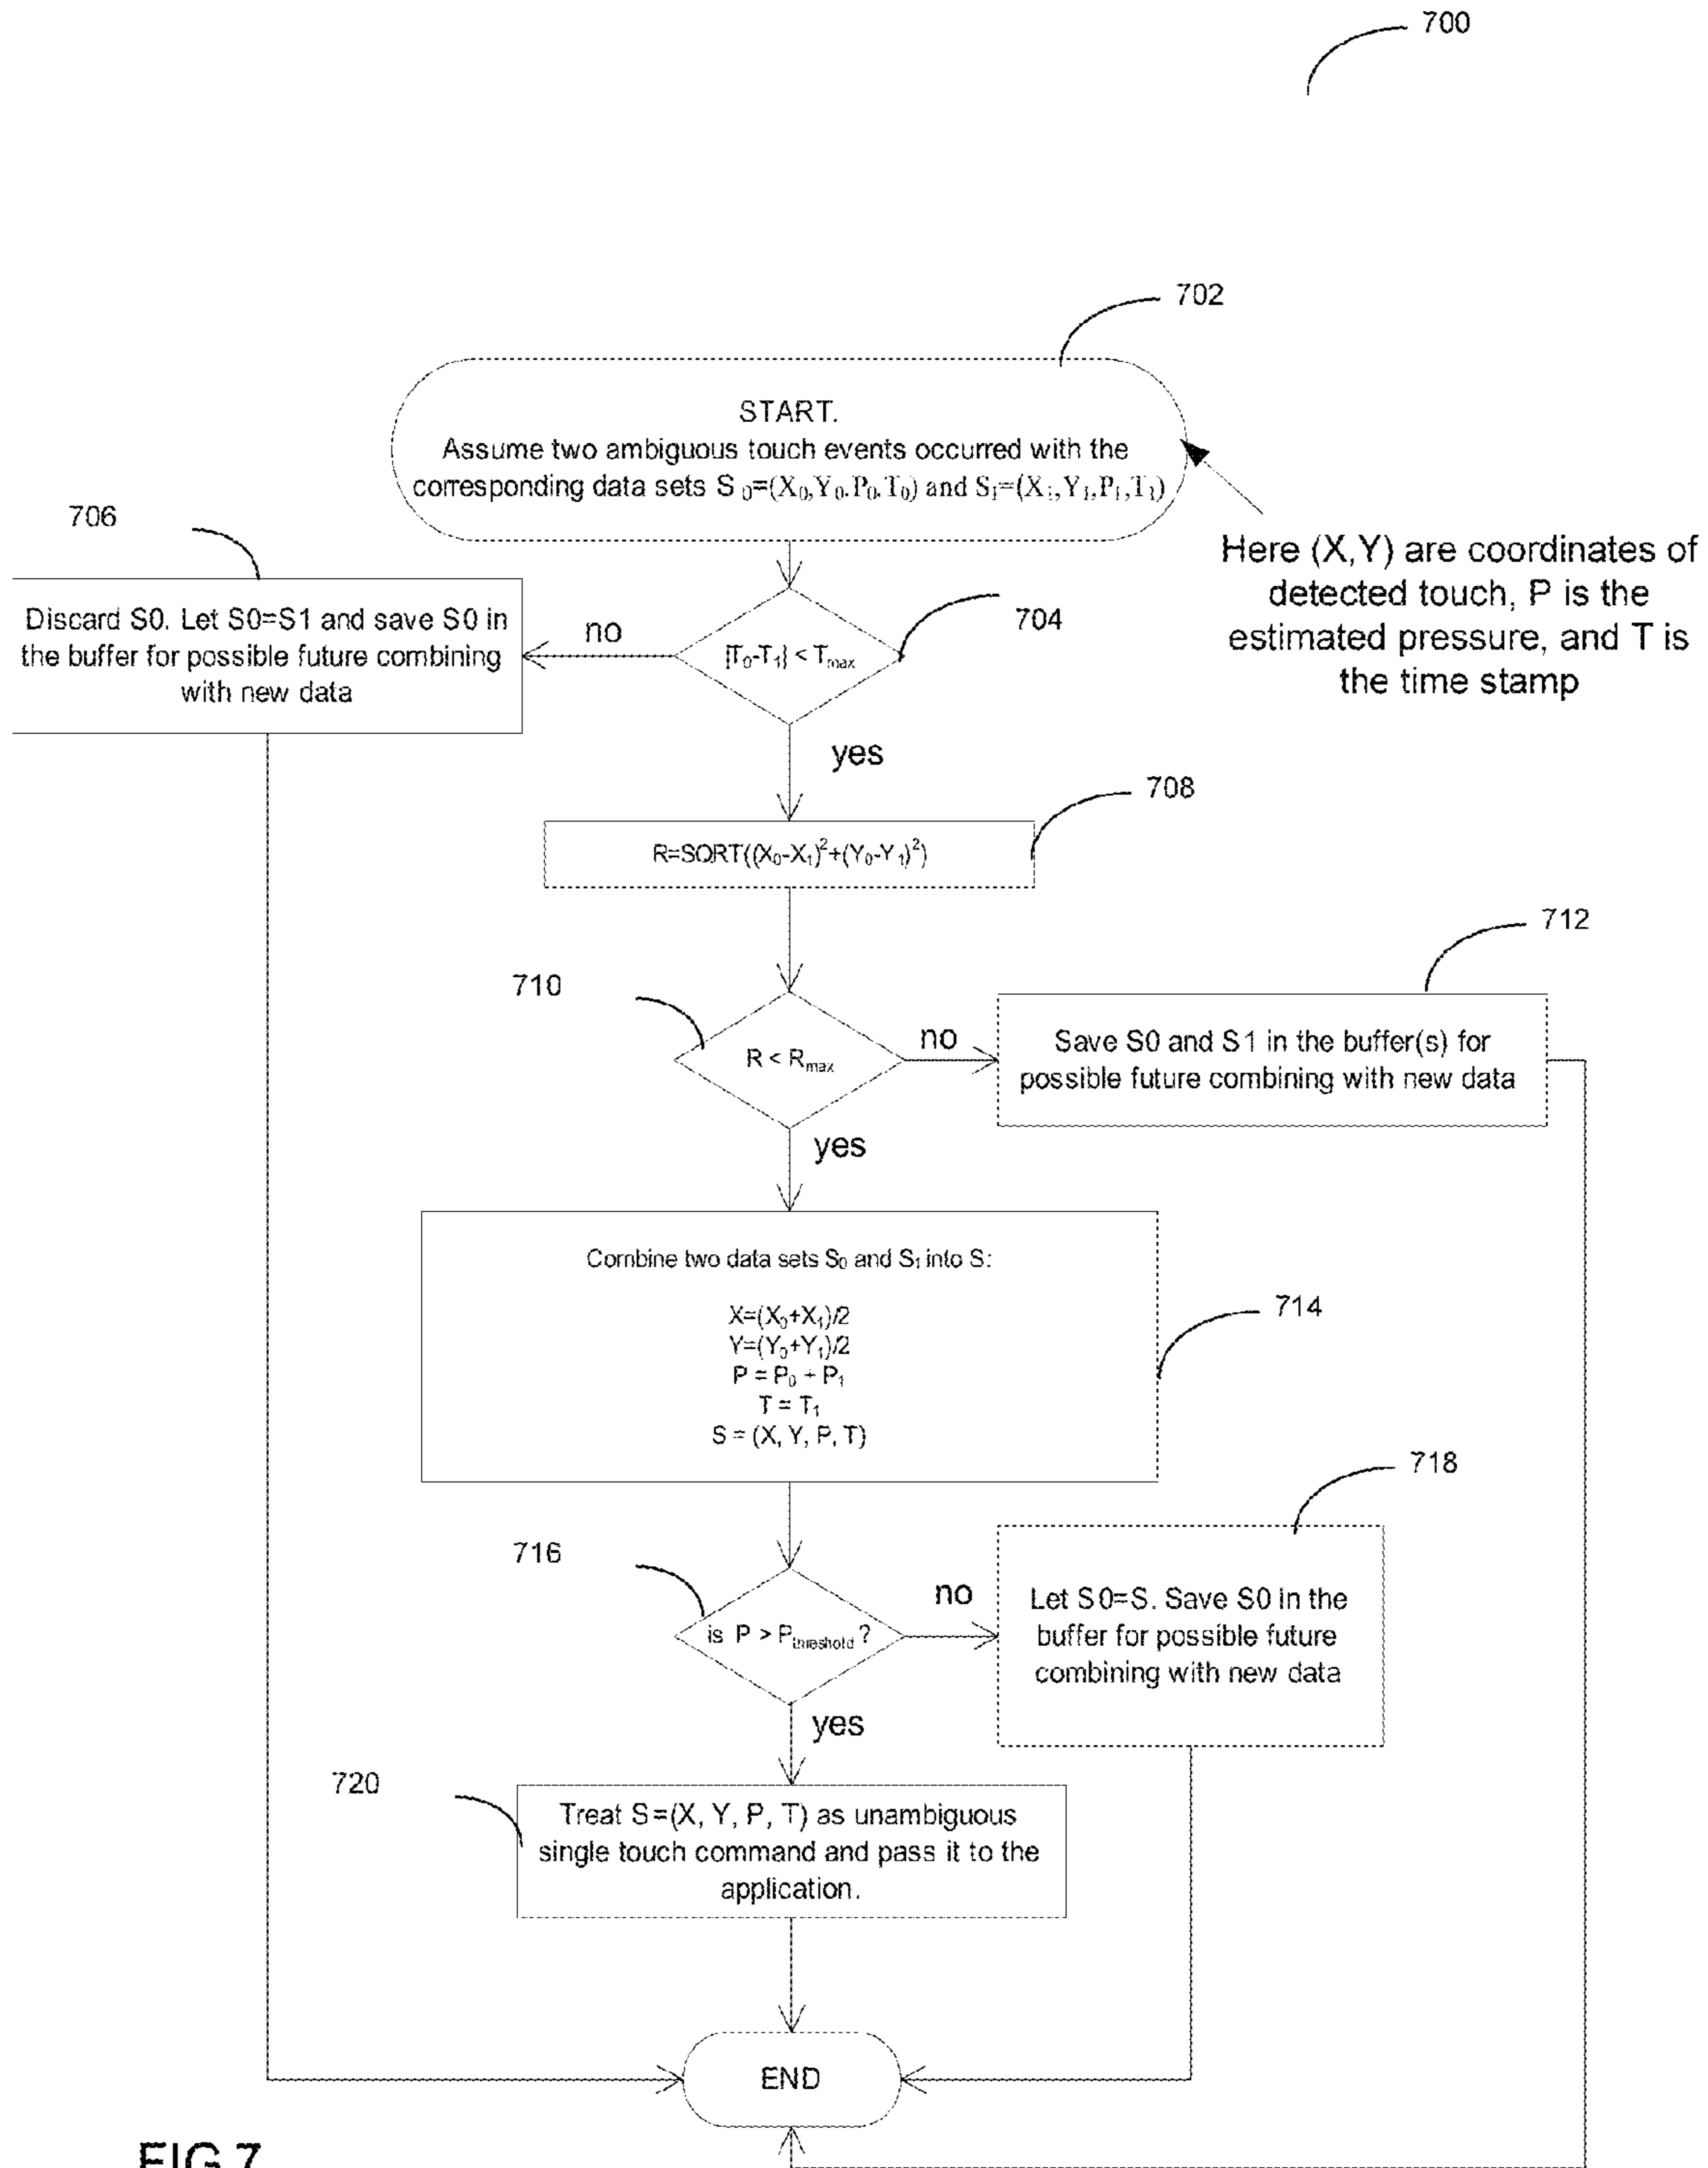 700
702
START.
Assume two ambiguous touch events occurred with the
corresponding data sets S₀=(X₀,Y₀.P₀.T₀) and S₁=(X₁,Y₁,P₁,T₁)
Here (X,Y) are coordinates of
detected touch, P is the
estimated pressure, and T is
the time stamp
706
Discard S0. Let S0=S1 and save S0 in
the buffer for possible future combining
with new data
no
704
|T₀-T₁| < Tₘₐₓ
yes
708
R=SQRT((X₀-X₁)²+(Y₀-Y₁)²)
710
R < Rₘₐₓ
no
712
Save S0 and S1 in the buffer(s) for
possible future combining with new data
yes
714
Combine two data sets S₀ and S₁ into S:
X=(X₀+X₁)/2
Y=(Y₀+Y₁)/2
P = P₀ + P₁
T = T₁
S = (X, Y, P, T)
716
is P > Pthreshold ?
no
718
Let S0=S. Save S0 in the
buffer for possible future
combining with new data
yes
720
Treat S=(X, Y, P, T) as unambiguous
single touch command and pass it to the
application.
END
FIG 7